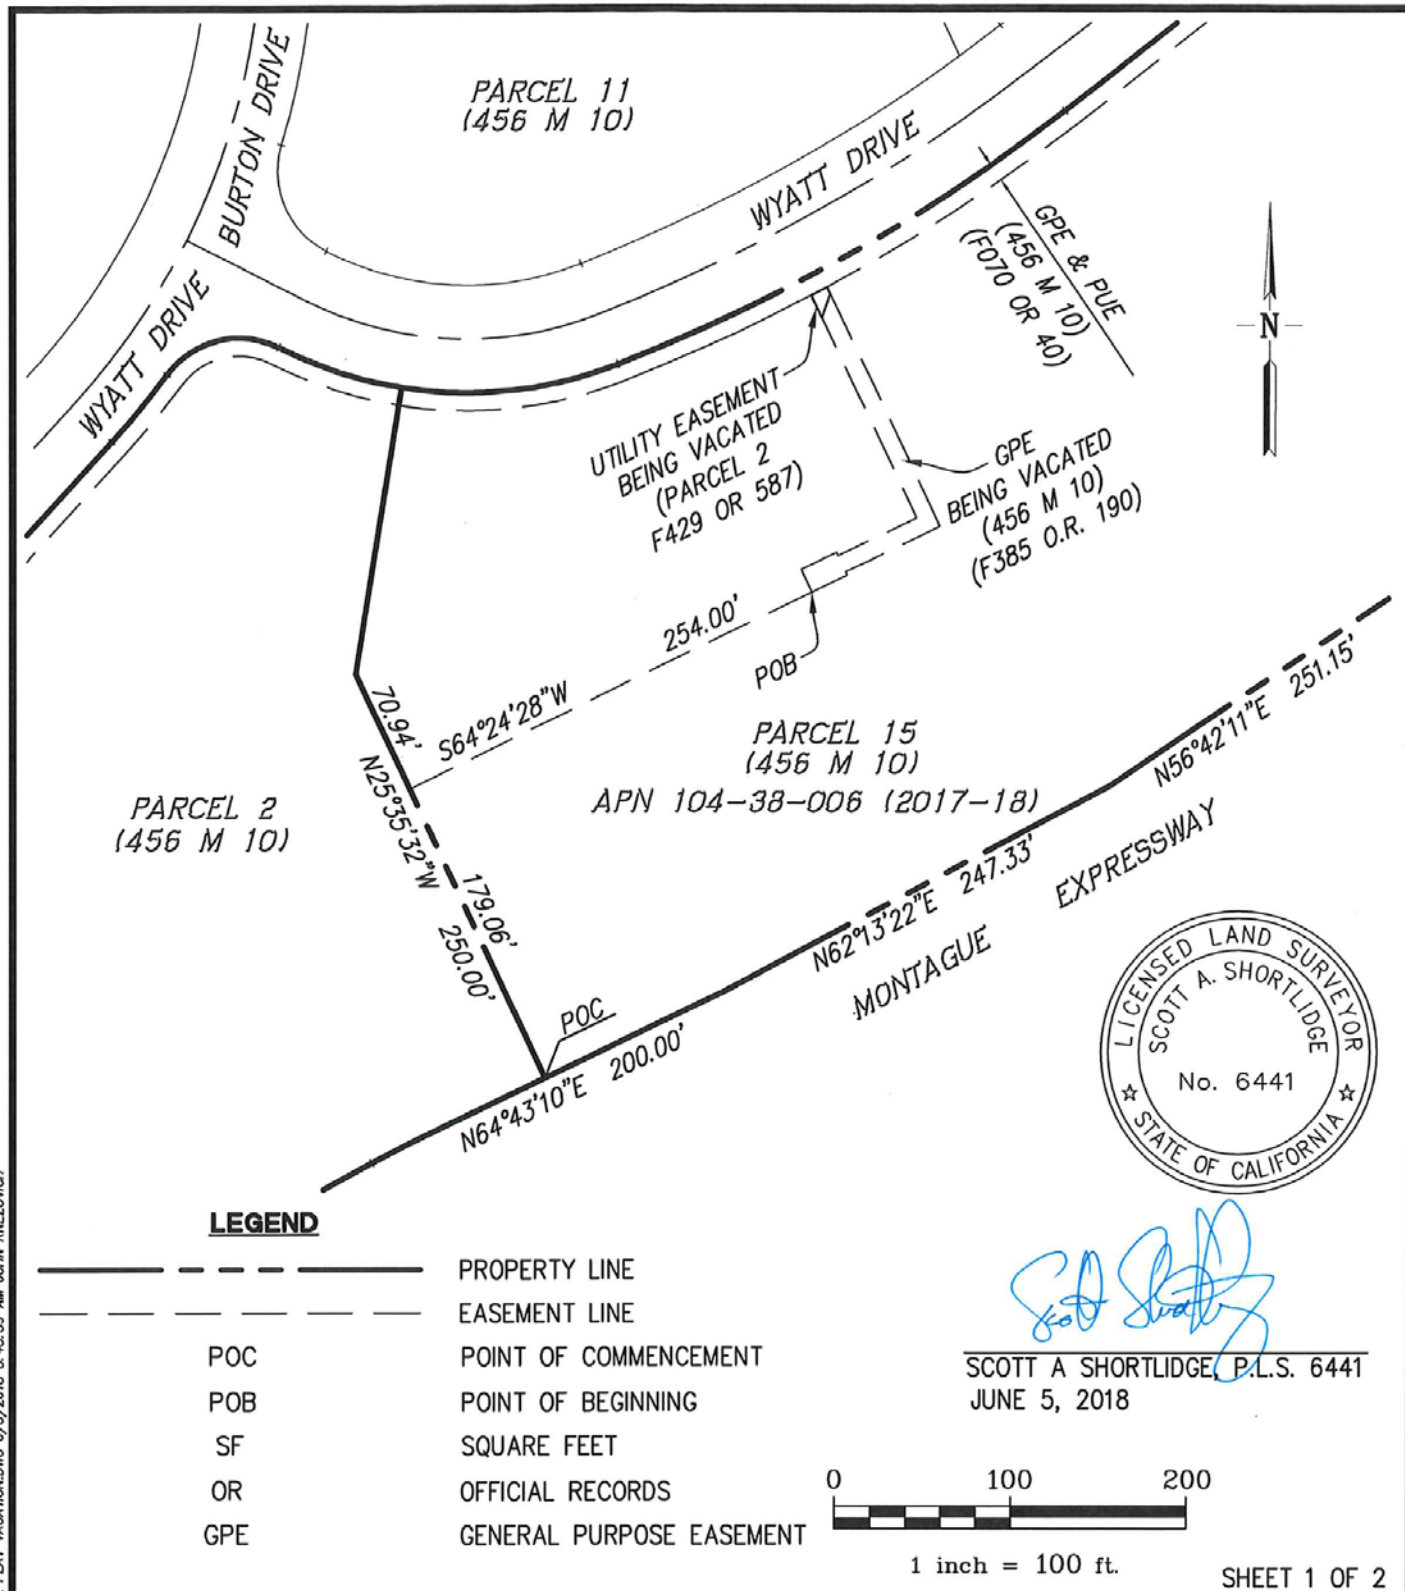 PARCEL 11
(456 M 10)
BURTON DRIVE
WYATT DRIVE
WYATT DRIVE
GPE & PUE
(456 M 10)
(F070 OR 40)
N
UTILITY EASEMENT
BEING VACATED
(PARCEL 2
F429 OR 587)
GPE
BEING VACATED
(456 M 10)
(F385 O.R. 190)
254.00'
POB
S64°24'28"W
70.94'
N25°35'32"W
179.06'
250.00'
PARCEL 2
(456 M 10)
PARCEL 15
(456 M 10)
APN 104-38-006 (2017-18)
N56°42'11"E 251.15'
N62°13'22"E 247.33'
MONTAGUE EXPRESSWAY
POC
N64°43'10"E 200.00'
LICENSED LAND SURVEYOR
SCOTT A. SHORTLIDGE
No. 6441
STATE OF CALIFORNIA
LEGEND
PROPERTY LINE
EASEMENT LINE
POC POINT OF COMMENCEMENT
POB POINT OF BEGINNING
SF SQUARE FEET
OR OFFICIAL RECORDS
GPE GENERAL PURPOSE EASEMENT
SCOTT A SHORTLIDGE, P.L.S. 6441
JUNE 5, 2018
0 100 200
1 inch = 100 ft.
SHEET 1 OF 2